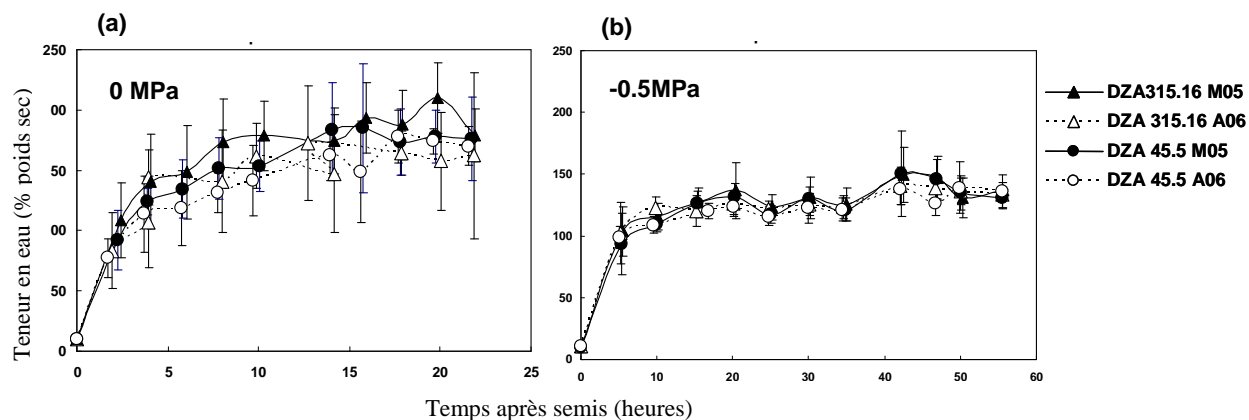 (a)
(b)
250
00
50
00
50
0
0 MPa
0
5
10
15
20
25
250
200
150
100
50
0
-0.5MPa
0
10
20
30
40
50
60
DZA315.16 M05
DZA 315.16 A06
DZA 45.5 M05
DZA 45.5 A06
Teneur en eau (% poids sec)
Temps après semis (heures)